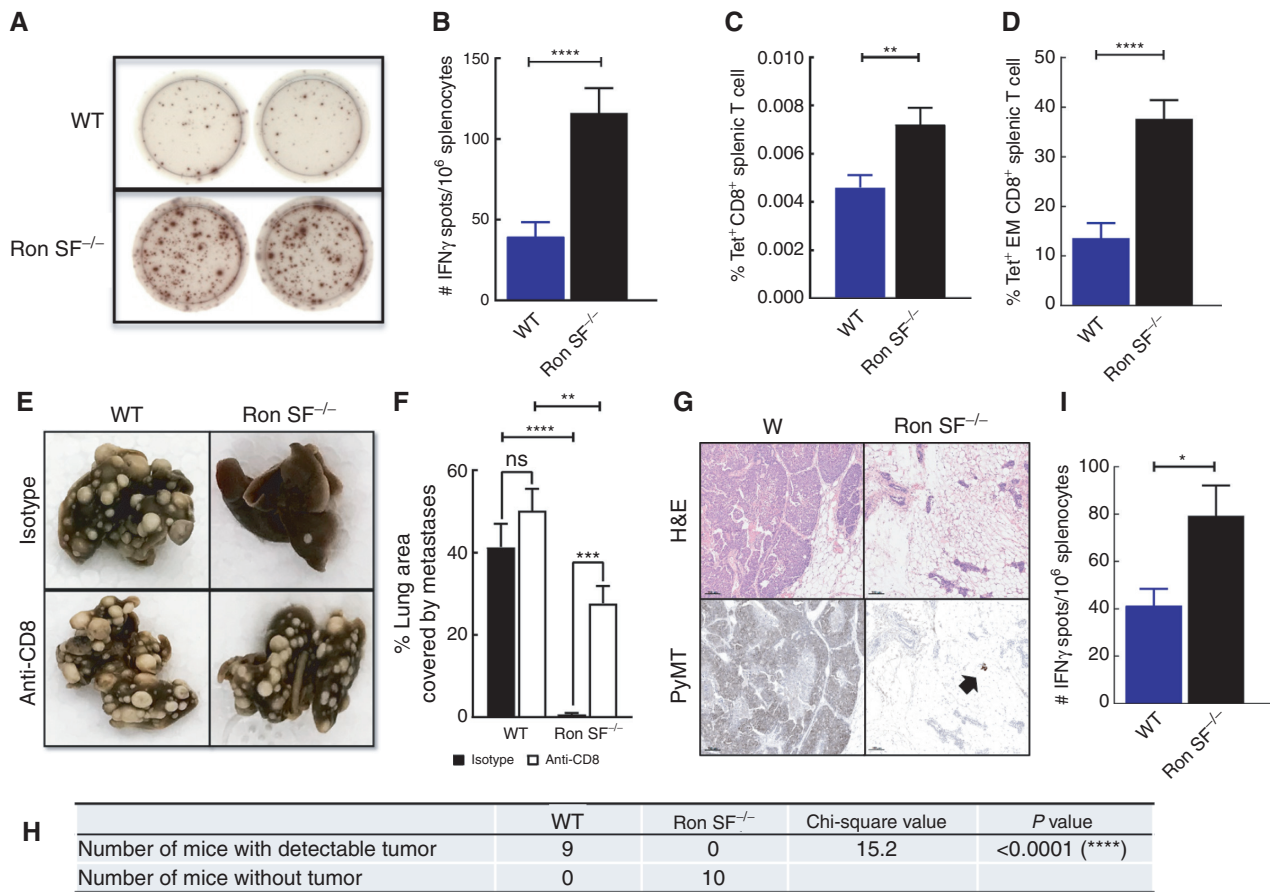 A
WT
Ron SF–/–
B
# IFNγ spots/10⁶ splenocytes
150
100
50
0
****
WT
Ron SF–/–
C
% Tet⁺ CD8⁺ splenic T cell
0.010
0.008
0.006
0.004
0.002
0.000
**
WT
Ron SF–/–
D
% Tet⁺ EM CD8⁺ splenic T cell
50
40
30
20
10
0
****
WT
Ron SF–/–
E
WT
Ron SF–/–
Isotype
Anti-CD8
F
% Lung area
covered by metastases
60
40
20
0
**
****
ns
***
WT
Ron SF–/–
Isotype
Anti-CD8
G
W
Ron SF–/–
H&E
PyMT
I
# IFNγ spots/10⁶ splenocytes
100
80
60
40
20
0
*
WT
Ron SF–/–
H
WT Ron SF–/– Chi-square value P value
Number of mice with detectable tumor 9 0 15.2 <0.0001 (****)
Number of mice without tumor 0 10